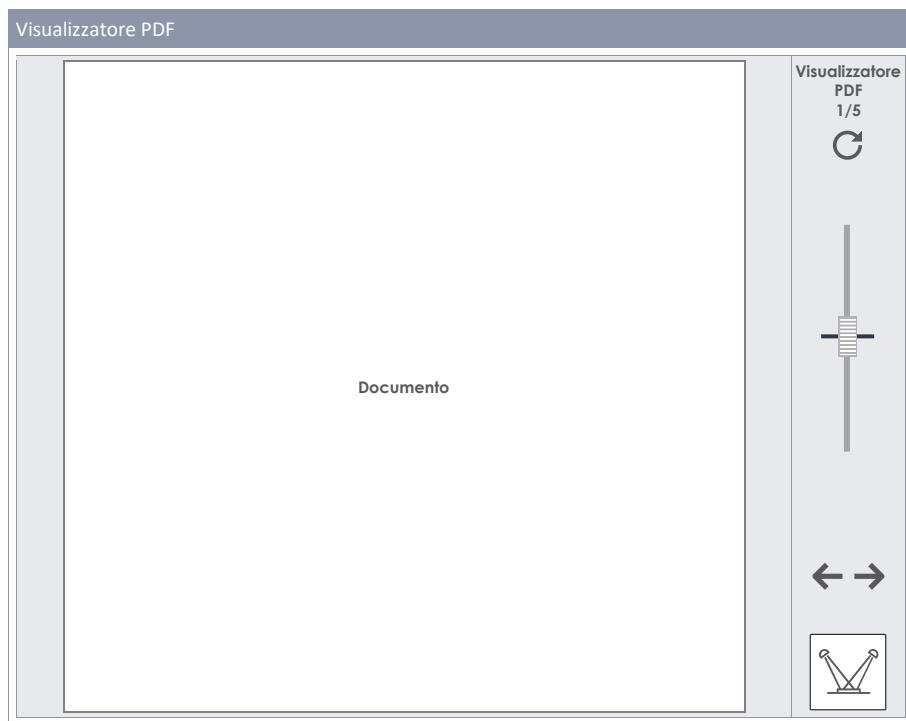 Visualizzatore PDF
Visualizzatore
PDF
1/5
Documento